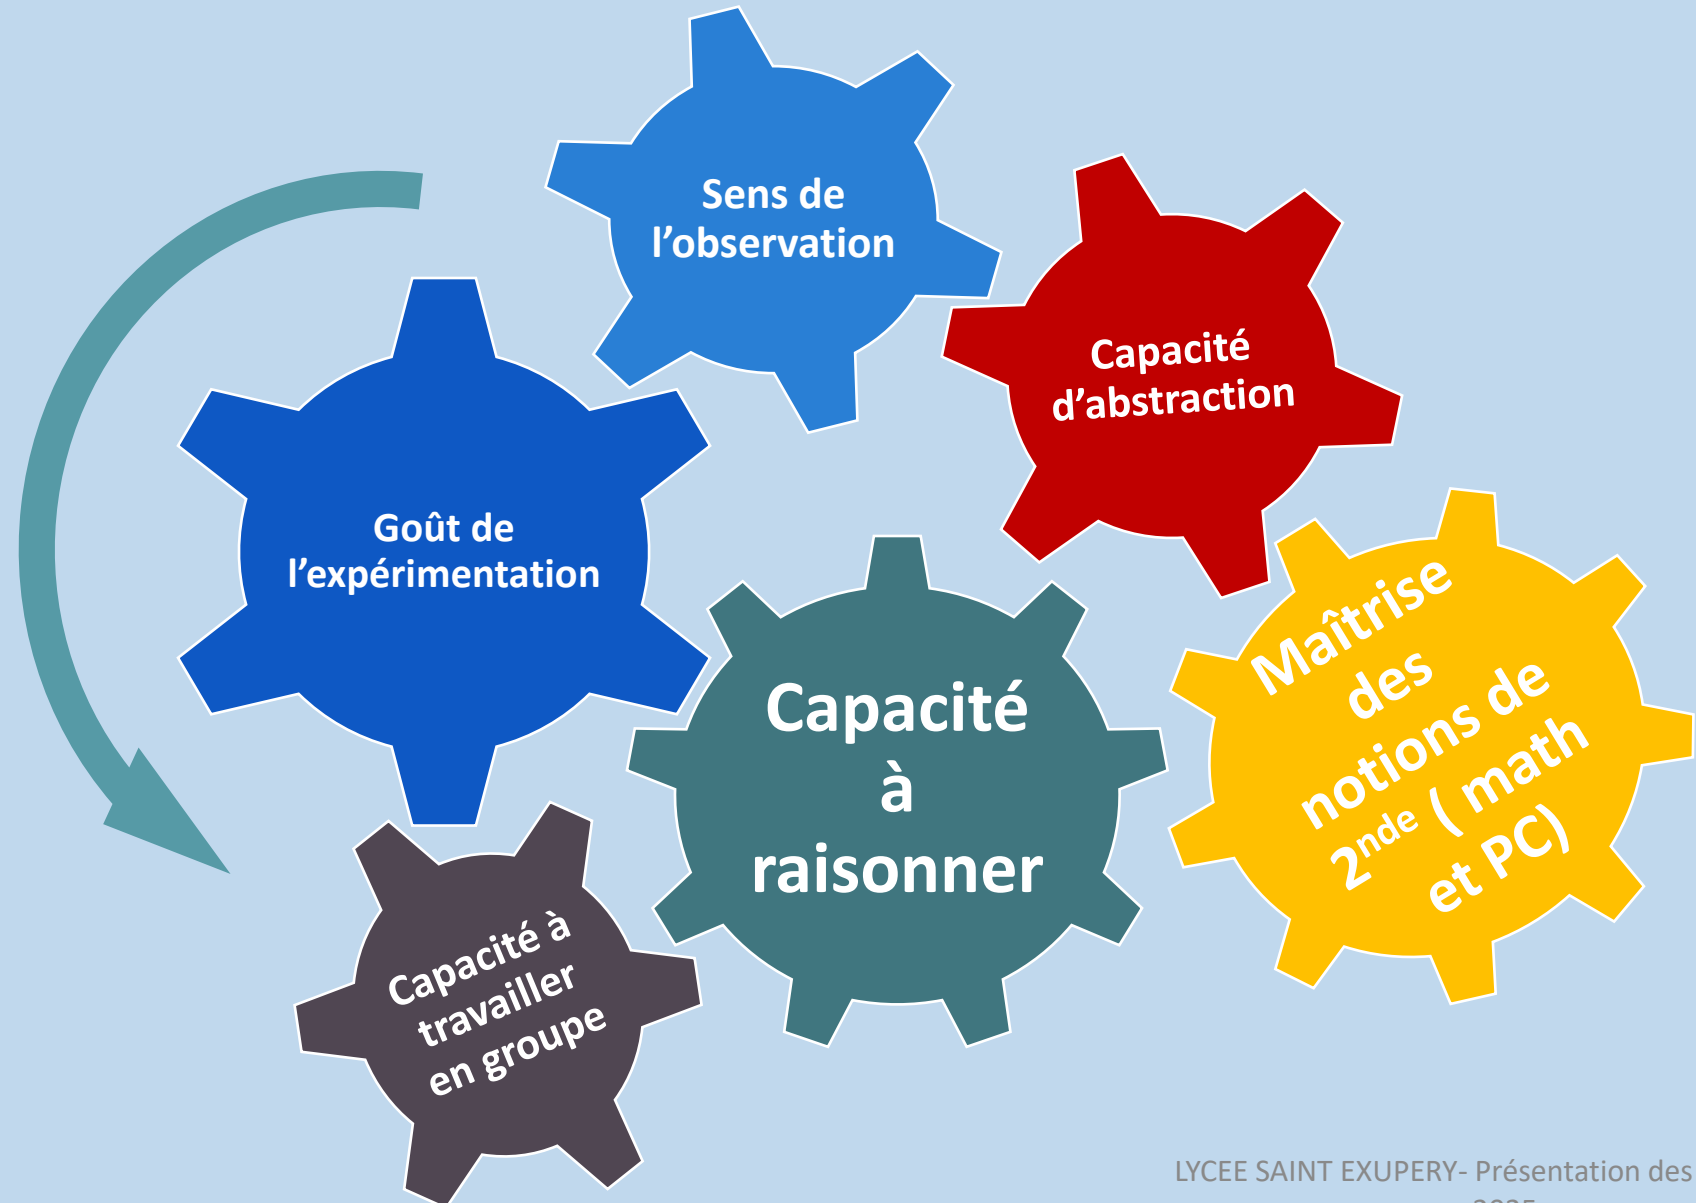 Sens de
l’observation
Capacité
d’abstraction
Goût de
l’expérimentation
Maîtrise
des
notions de
2nde ( math
et PC)
Capacité
à
raisonner
Capacité à
travailler
en groupe
LYCEE SAINT EXUPERY- Présentation des